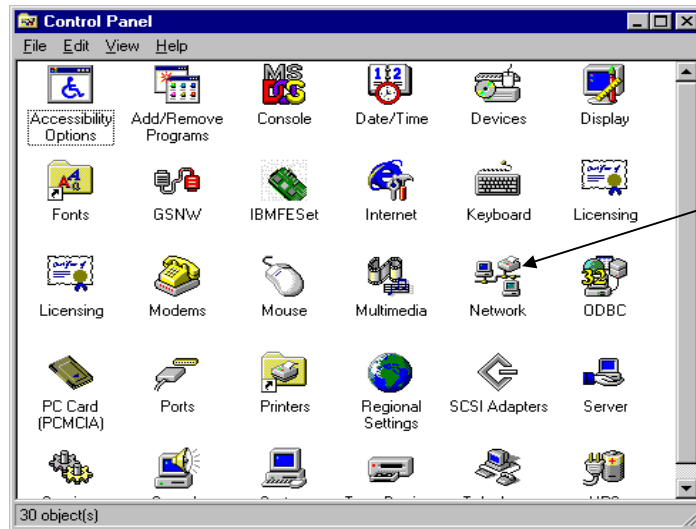 Control Panel
File Edit View Help
Accessibility Options
Add/Remove Programs
Console
Date/Time
Devices
Display
Fonts
GSNW
IBMFESet
Internet
Keyboard
Licensing
Licensing
Modems
Mouse
Multimedia
Network
ODBC
PC Card (PCMCIA)
Ports
Printers
Regional Settings
SCSI Adapters
Server
30 object(s)